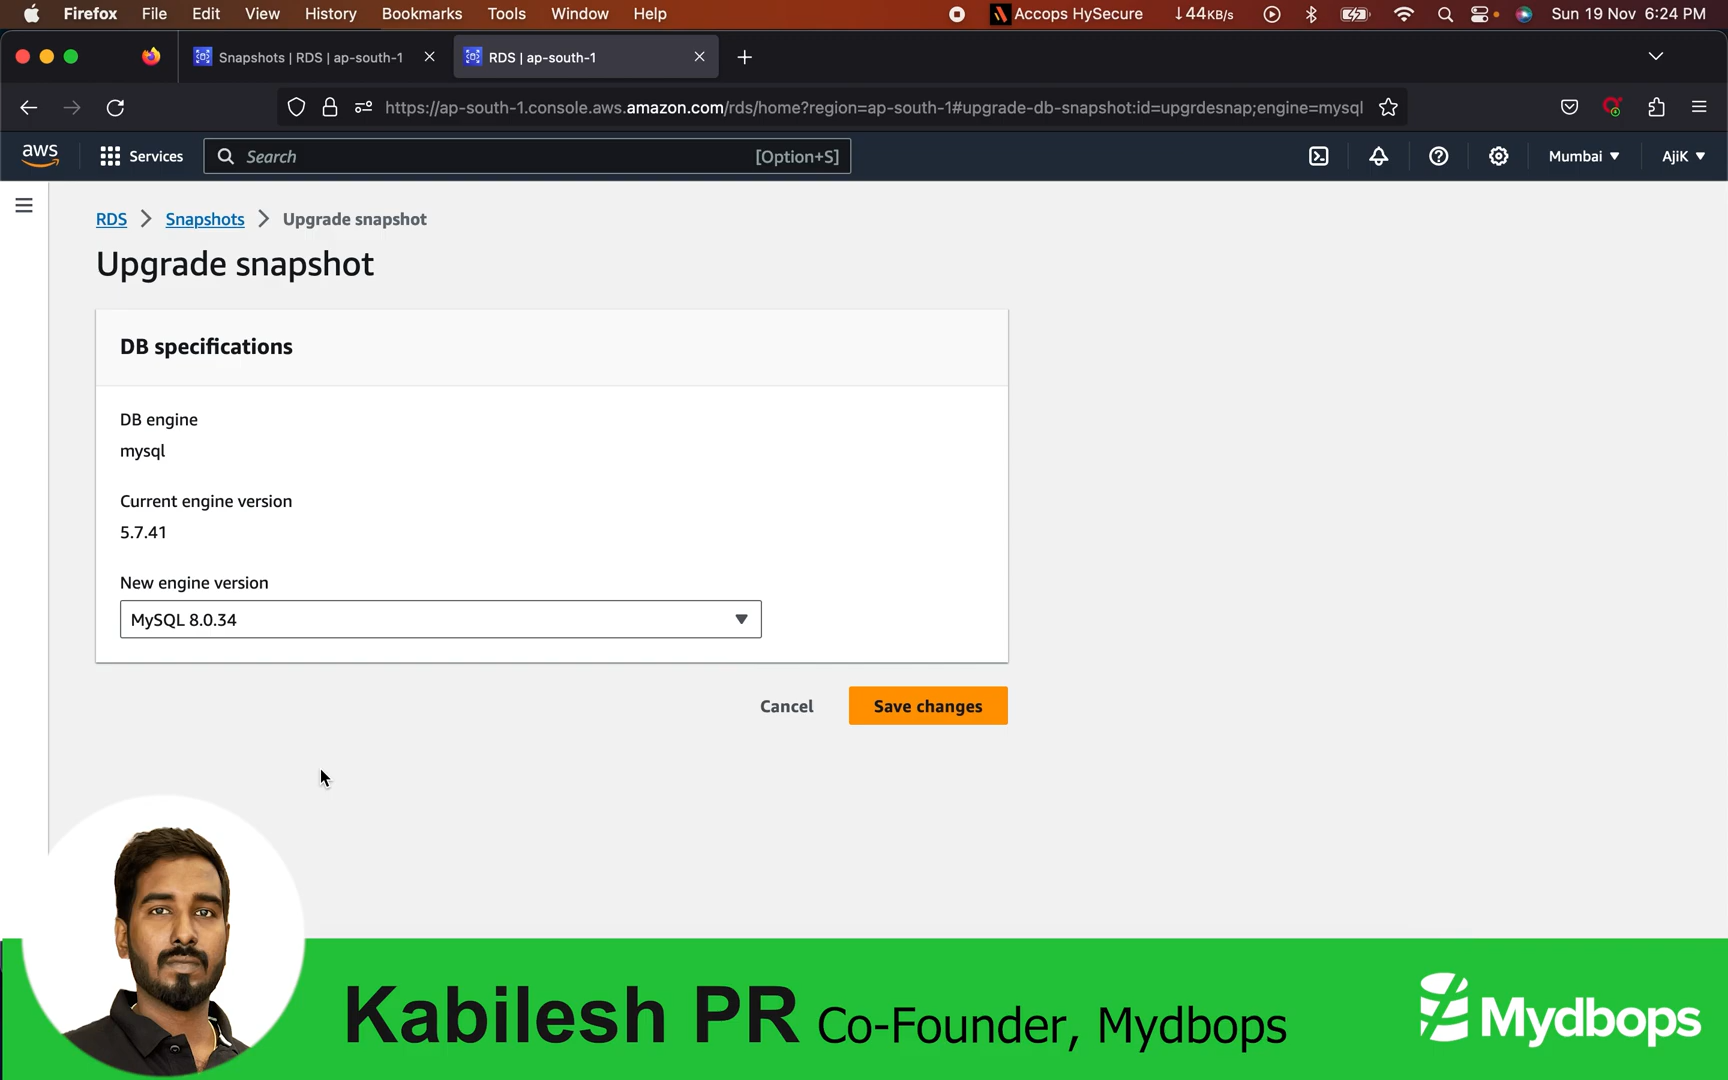 Firefox File Edit View History Bookmarks Tools Window Help Accops HySecure ↓44KB/s Sun 19 Nov 6:24 PM
Snapshots | RDS | ap-south-1 RDS | ap-south-1
https://ap-south-1.console.aws.amazon.com/rds/home?region=ap-south-1#upgrade-db-snapshot:id=upgrdesnap;engine=mysql
aws Services Search [Option+S] Mumbai AjiK
RDS > Snapshots > Upgrade snapshot
Upgrade snapshot
DB specifications
DB engine
mysql
Current engine version
5.7.41
New engine version
MySQL 8.0.34
Cancel Save changes
Kabilesh PR Co-Founder, Mydbops Mydbops